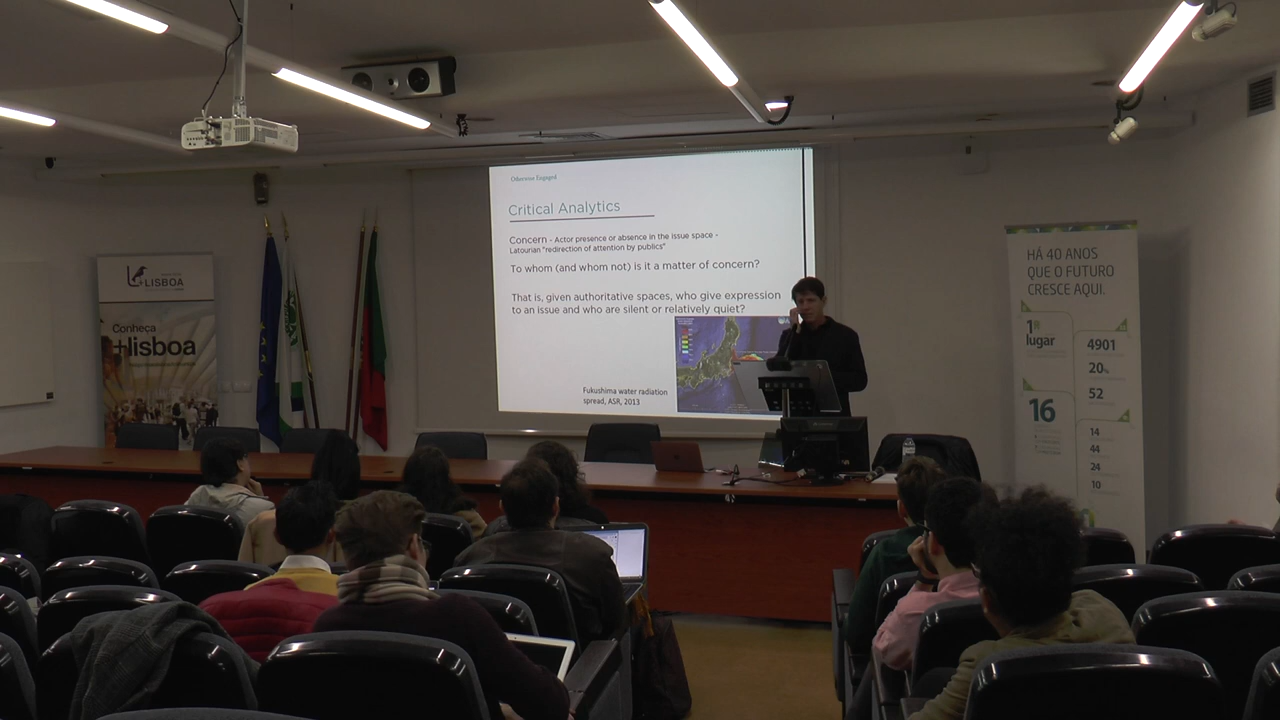 Otherwise Engaged
Critical Analytics
Concern - Actor presence or absence in the issue space -
Latourian "redirection of attention by publics"
To whom (and whom not) is it a matter of concern?
That is, given authoritative spaces, who give expression
to an issue and who are silent or relatively quiet?
Fukushima water radiation
spread, ASR, 2013
+LISBOA
Conheça
+lisboa
HÁ 40 ANOS
QUE O FUTURO
CRESCE AQUI.
1º
lugar
16
4901
20%
52
14
44
24
10